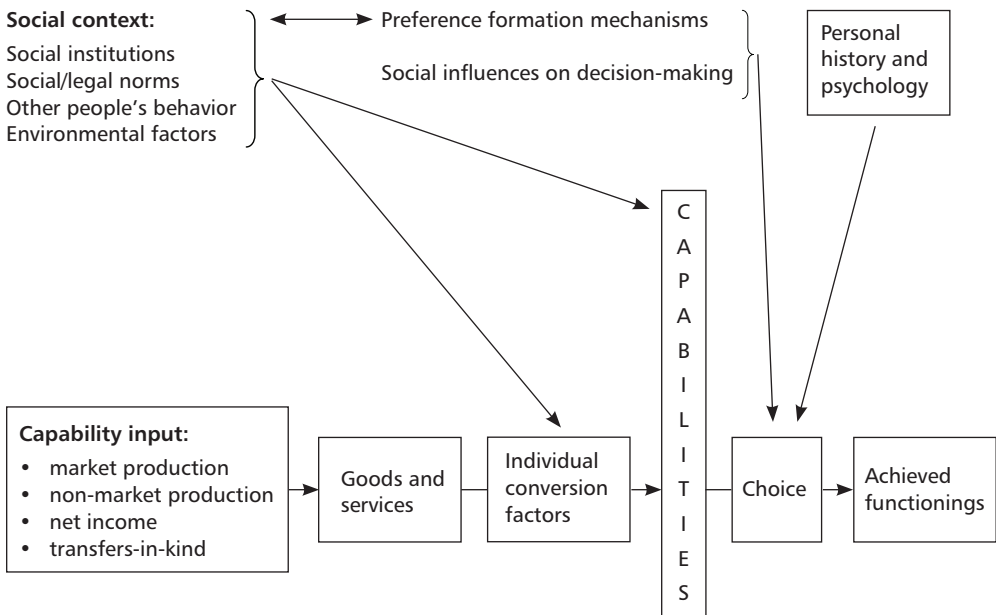 Social context:
Social institutions
Social/legal norms
Other people's behavior
Environmental factors
Preference formation mechanisms
Social influences on decision-making
Personal
history and
psychology
C
A
P
A
B
I
L
I
T
I
E
S
Capability input:
• market production
• non-market production
• net income
• transfers-in-kind
Goods and
services
Individual
conversion
factors
Choice
Achieved
functionings